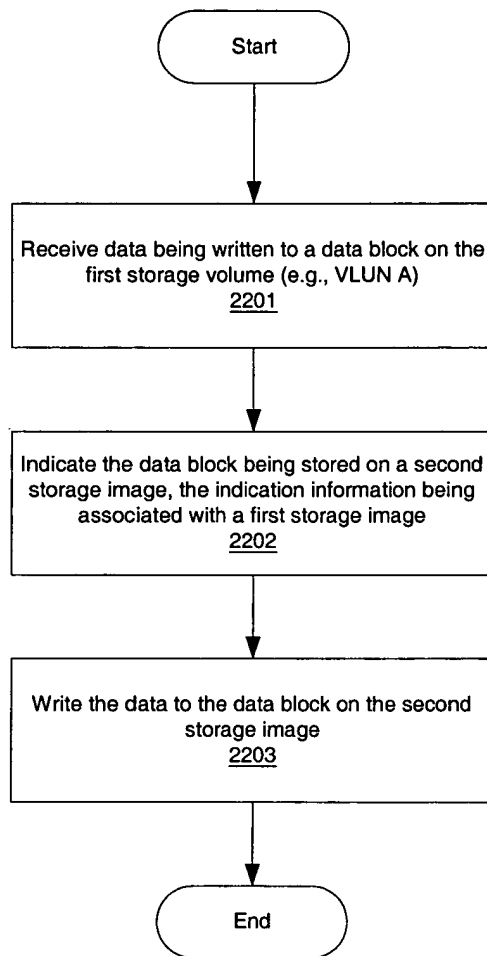 Start
Receive data being written to a data block on the
first storage volume (e.g., VLUN A)
2201
Indicate the data block being stored on a second
storage image, the indication information being
associated with a first storage image
2202
Write the data to the data block on the second
storage image
2203
End